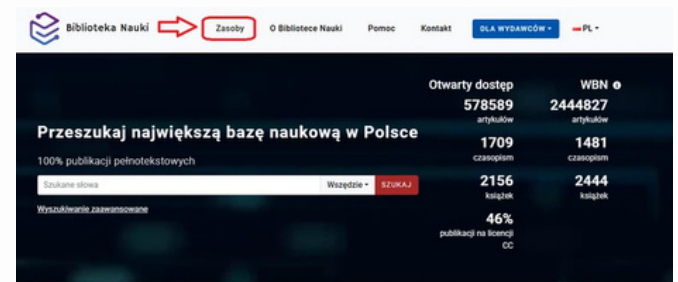 Biblioteka Nauki
Zasoby
O Bibliotece Nauki
Pomoc
Kontakt
DLA WYDAWCÓW
PL
Otwarty dostęp
WBN
578589
2444827
artykułów
artykułów
Przeszukaj największą bazę naukową w Polsce
1709
1481
czasopism
czasopism
100% publikacji pełnotekstowych
2156
2444
książek
książek
Szukane słowa
Wszędzie
SZUKAJ
Wyszukiwanie zaawansowane
46%
publikacji na licencji
CC